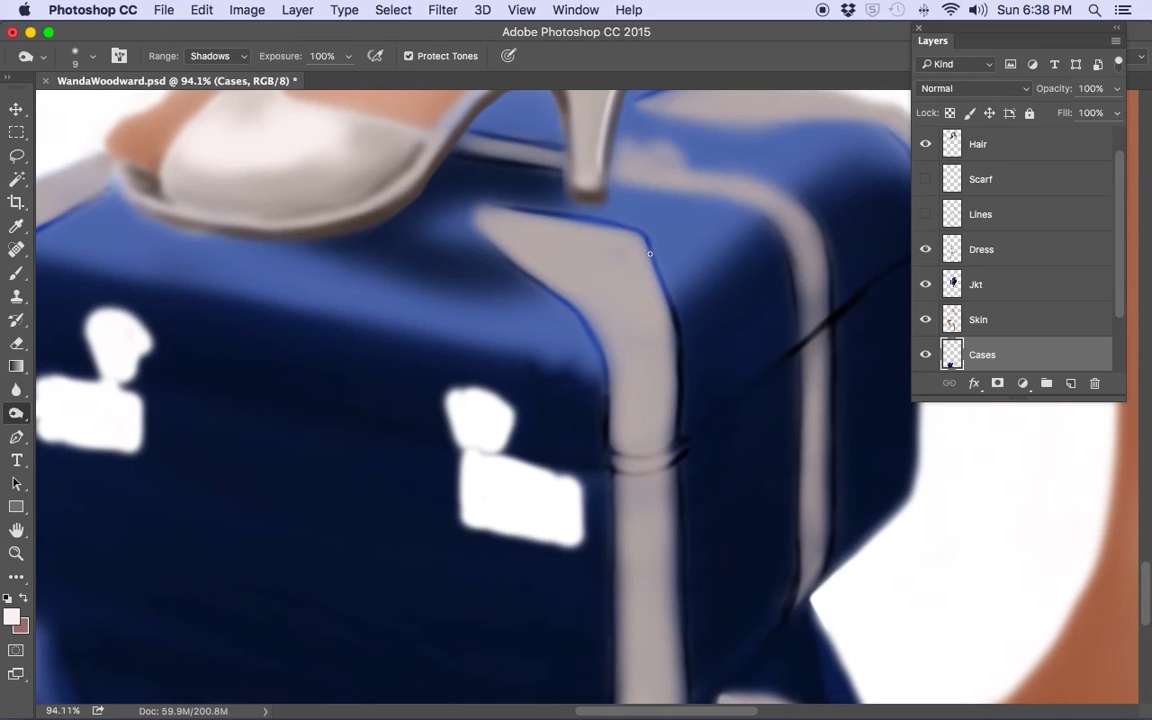 Photoshop CC File Edit Image Layer Type Select Filter 3D View Window Help Sun 6:38 PM
Adobe Photoshop CC 2015
9 Range: Shadows Exposure: 100% Protect Tones
WandaWoodward.psd @ 94.1% (Cases, RGB/8) *
Layers
Kind
Normal Opacity: 100%
Lock: Fill: 100%
Hair
Scarf
Lines
Dress
Jkt
Skin
Cases
fx
94.11% Doc: 59.9M/200.8M